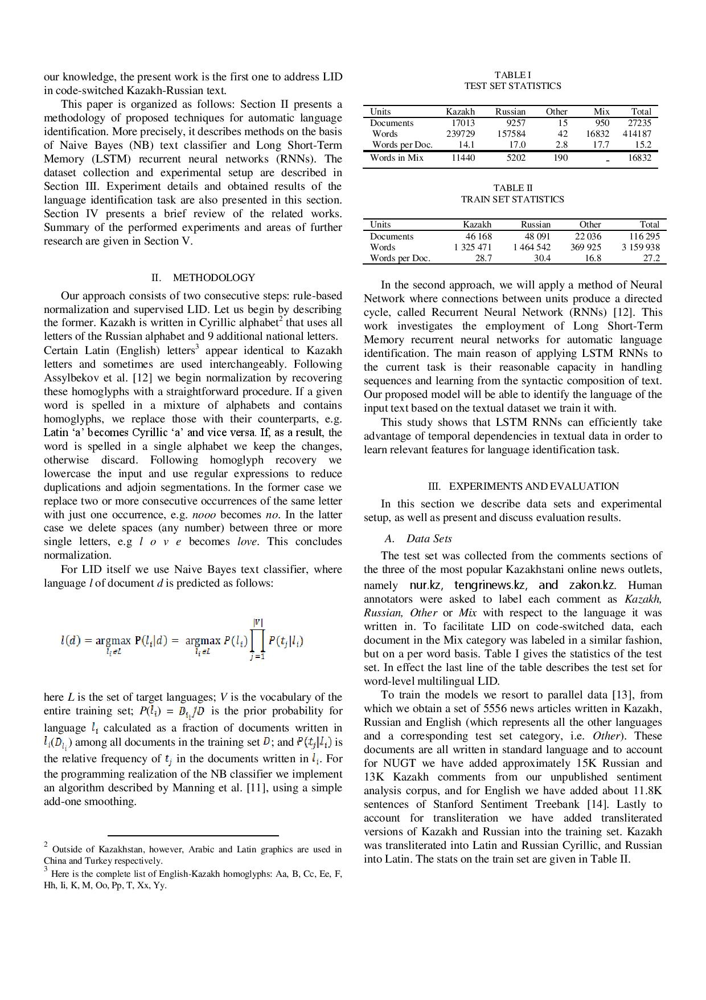 our knowledge, the present work is the first one to address LID
in code-switched Kazakh-Russian text.
This paper is organized as follows: Section II presents a
methodology of proposed techniques for automatic language
identification. More precisely, it describes methods on the basis
of Naive Bayes (NB) text classifier and Long Short-Term
Memory (LSTM) recurrent neural networks (RNNs). The
dataset collection and experimental setup are described in
Section III. Experiment details and obtained results of the
language identification task are also presented in this section.
Section IV presents a brief review of the related works.
Summary of the performed experiments and areas of further
research are given in Section V.
II. METHODOLOGY
Our approach consists of two consecutive steps: rule-based
normalization and supervised LID. Let us begin by describing
the former. Kazakh is written in Cyrillic alphabet² that uses all
letters of the Russian alphabet and 9 additional national letters.
Certain Latin (English) letters³ appear identical to Kazakh
letters and sometimes are used interchangeably. Following
Assylbekov et al. [12] we begin normalization by recovering
these homoglyphs with a straightforward procedure. If a given
word is spelled in a mixture of alphabets and contains
homoglyphs, we replace those with their counterparts, e.g.
Latin ‘a’ becomes Cyrillic ‘a’ and vice versa. If, as a result, the
word is spelled in a single alphabet we keep the changes,
otherwise discard. Following homoglyph recovery we
lowercase the input and use regular expressions to reduce
duplications and adjoin segmentations. In the former case we
replace two or more consecutive occurrences of the same letter
with just one occurrence, e.g. nooo becomes no. In the latter
case we delete spaces (any number) between three or more
single letters, e.g l o v e becomes love. This concludes
normalization.
For LID itself we use Naive Bayes text classifier, where
language l of document d is predicted as follows:
l(d) = argmax_{l_i∈L} P(l_i|d) = argmax_{l_i∈L} P(l_i) ∏_{j=1}^{|V|} P(t_j|l_i)
here L is the set of target languages; V is the vocabulary of the
entire training set; P(l_i) = D_{l_i}/D is the prior probability for
language l_i calculated as a fraction of documents written in
l_i(D_{l_i}) among all documents in the training set D; and P(t_j|l_i) is
the relative frequency of t_j in the documents written in l_i. For
the programming realization of the NB classifier we implement
an algorithm described by Manning et al. [11], using a simple
add-one smoothing.
² Outside of Kazakhstan, however, Arabic and Latin graphics are used in
China and Turkey respectively.
³ Here is the complete list of English-Kazakh homoglyphs: Aa, B, Cc, Ee, F,
Hh, Ii, K, M, Oo, Pp, T, Xx, Yy.
TABLE I
TEST SET STATISTICS
Units Kazakh Russian Other Mix Total
Documents 17013 9257 15 950 27235
Words 239729 157584 42 16832 414187
Words per Doc. 14.1 17.0 2.8 17.7 15.2
Words in Mix 11440 5202 190 - 16832
TABLE II
TRAIN SET STATISTICS
Units Kazakh Russian Other Total
Documents 46 168 48 091 22 036 116 295
Words 1 325 471 1 464 542 369 925 3 159 938
Words per Doc. 28.7 30.4 16.8 27.2
In the second approach, we will apply a method of Neural
Network where connections between units produce a directed
cycle, called Recurrent Neural Network (RNNs) [12]. This
work investigates the employment of Long Short-Term
Memory recurrent neural networks for automatic language
identification. The main reason of applying LSTM RNNs to
the current task is their reasonable capacity in handling
sequences and learning from the syntactic composition of text.
Our proposed model will be able to identify the language of the
input text based on the textual dataset we train it with.
This study shows that LSTM RNNs can efficiently take
advantage of temporal dependencies in textual data in order to
learn relevant features for language identification task.
III. EXPERIMENTS AND EVALUATION
In this section we describe data sets and experimental
setup, as well as present and discuss evaluation results.
A. Data Sets
The test set was collected from the comments sections of
the three of the most popular Kazakhstani online news outlets,
namely nur.kz, tengrinews.kz, and zakon.kz. Human
annotators were asked to label each comment as Kazakh,
Russian, Other or Mix with respect to the language it was
written in. To facilitate LID on code-switched data, each
document in the Mix category was labeled in a similar fashion,
but on a per word basis. Table I gives the statistics of the test
set. In effect the last line of the table describes the test set for
word-level multilingual LID.
To train the models we resort to parallel data [13], from
which we obtain a set of 5556 news articles written in Kazakh,
Russian and English (which represents all the other languages
and a corresponding test set category, i.e. Other). These
documents are all written in standard language and to account
for NUGT we have added approximately 15K Russian and
13K Kazakh comments from our unpublished sentiment
analysis corpus, and for English we have added about 11.8K
sentences of Stanford Sentiment Treebank [14]. Lastly to
account for transliteration we have added transliterated
versions of Kazakh and Russian into the training set. Kazakh
was transliterated into Latin and Russian Cyrillic, and Russian
into Latin. The stats on the train set are given in Table II.